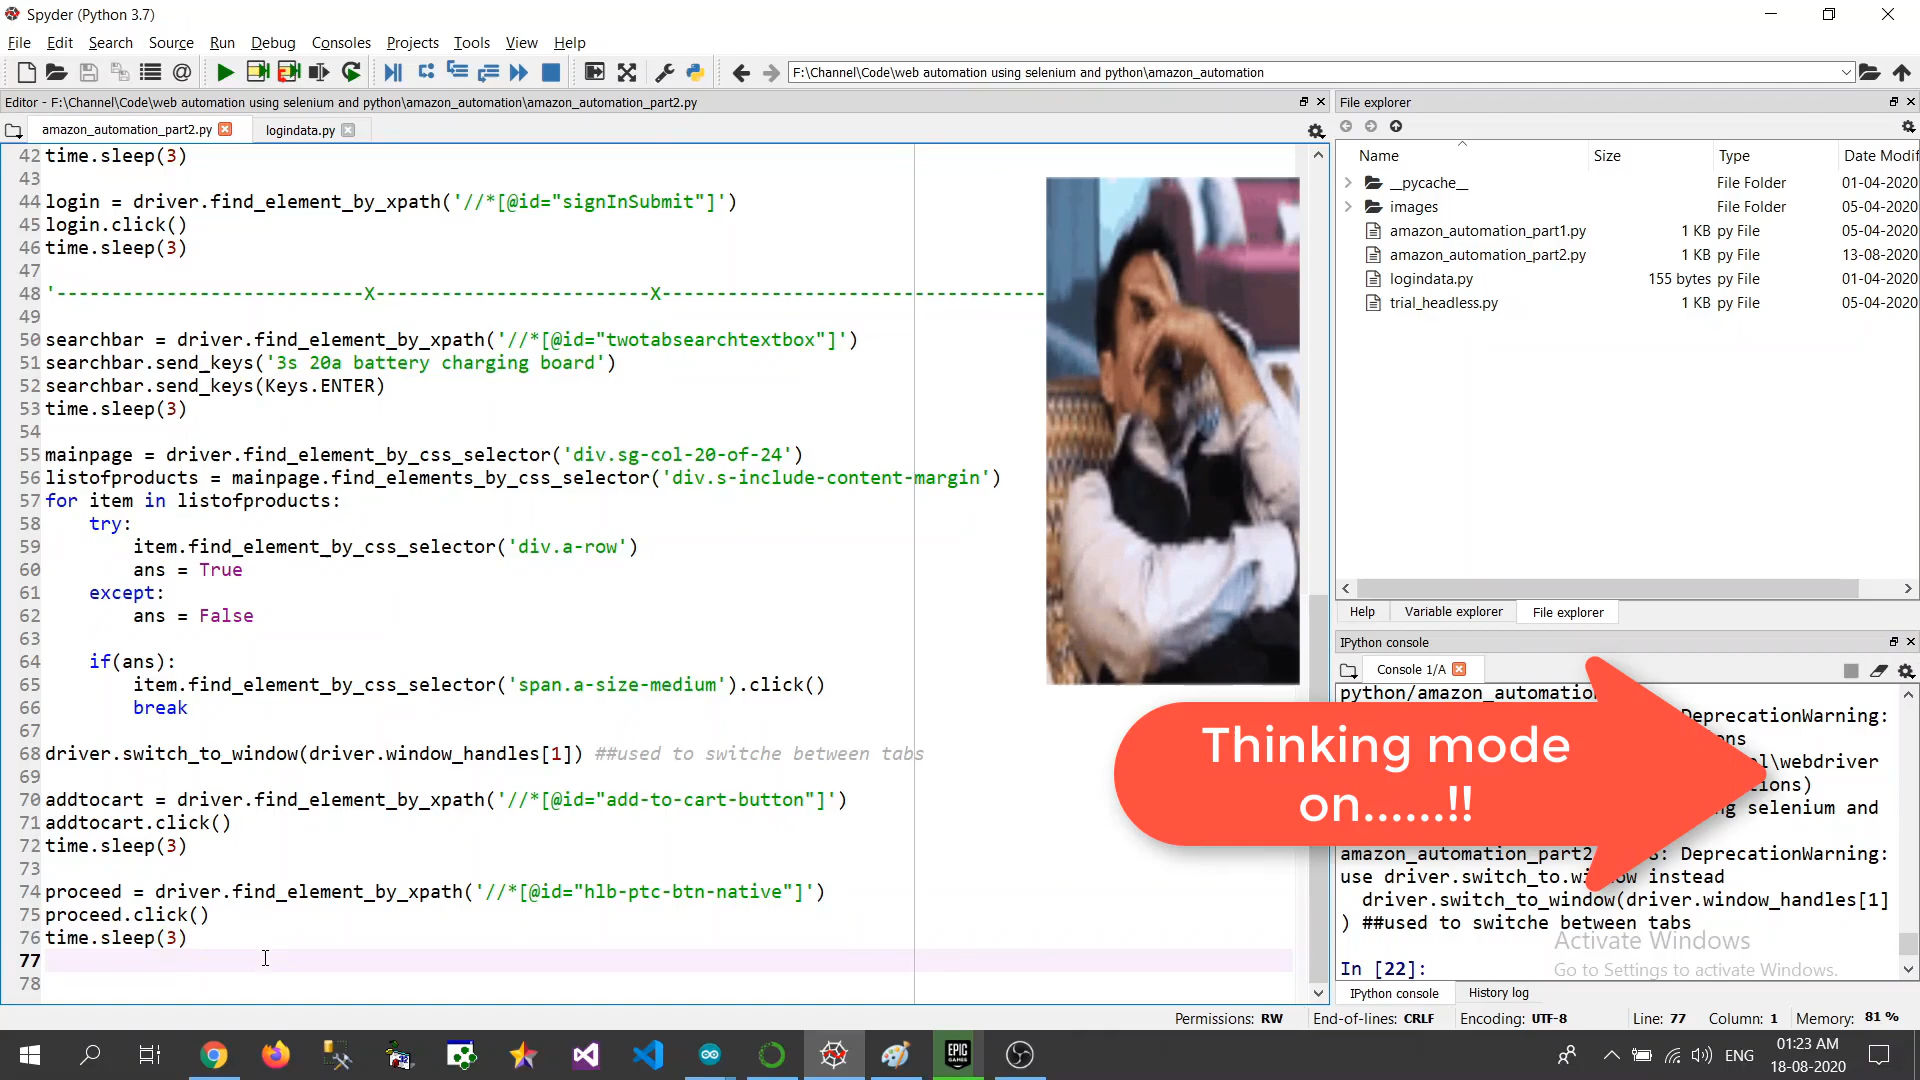 Spyder (Python 3.7)
File Edit Search Source Run Debug Consoles Projects Tools View Help
F:\Channel\Code\web automation using selenium and python\amazon_automation
Editor - F:\Channel\Code\web automation using selenium and python\amazon_automation\amazon_automation_part2.py
amazon_automation_part2.py logindata.py
42 time.sleep(3)
43
44 login = driver.find_element_by_xpath('//*[@id="signInSubmit"]')
45 login.click()
46 time.sleep(3)
47
48 '----------------------------X-------------------------X-----------------------------------
49
50 searchbar = driver.find_element_by_xpath('//*[@id="twotabsearchtextbox"]')
51 searchbar.send_keys('3s 20a battery charging board')
52 searchbar.send_keys(Keys.ENTER)
53 time.sleep(3)
54
55 mainpage = driver.find_element_by_css_selector('div.sg-col-20-of-24')
56 listofproducts = mainpage.find_elements_by_css_selector('div.s-include-content-margin')
57 for item in listofproducts:
58 try:
59 item.find_element_by_css_selector('div.a-row')
60 ans = True
61 except:
62 ans = False
63
64 if(ans):
65 item.find_element_by_css_selector('span.a-size-medium').click()
66 break
67
68 driver.switch_to_window(driver.window_handles[1]) ##used to switche between tabs
69
70 addtocart = driver.find_element_by_xpath('//*[@id="add-to-cart-button"]')
71 addtocart.click()
72 time.sleep(3)
73
74 proceed = driver.find_element_by_xpath('//*[@id="hlb-ptc-btn-native"]')
75 proceed.click()
76 time.sleep(3)
77
78
File explorer
Name Size Type Date Modif
__pycache__ File Folder 01-04-2020
images File Folder 05-04-2020
amazon_automation_part1.py 1 KB py File 05-04-2020
amazon_automation_part2.py 1 KB py File 13-08-2020
logindata.py 155 bytes py File 01-04-2020
trial_headless.py 1 KB py File 05-04-2020
Help Variable explorer File explorer
IPython console
Console 1/A
python/amazon_automation
DeprecationWarning:
ns
l\webdriver
ions)
g selenium and
amazon_automation_part2 S: DeprecationWarning:
use driver.switch_to.window instead
driver.switch_to_window(driver.window_handles[1]
) ##used to switche between tabs
In [22]:
Thinking mode
on......!!
Activate Windows
Go to Settings to activate Windows.
IPython console History log
Permissions: RW End-of-lines: CRLF Encoding: UTF-8 Line: 77 Column: 1 Memory: 81 %
EPIC GAMES
ENG
01:23 AM
18-08-2020